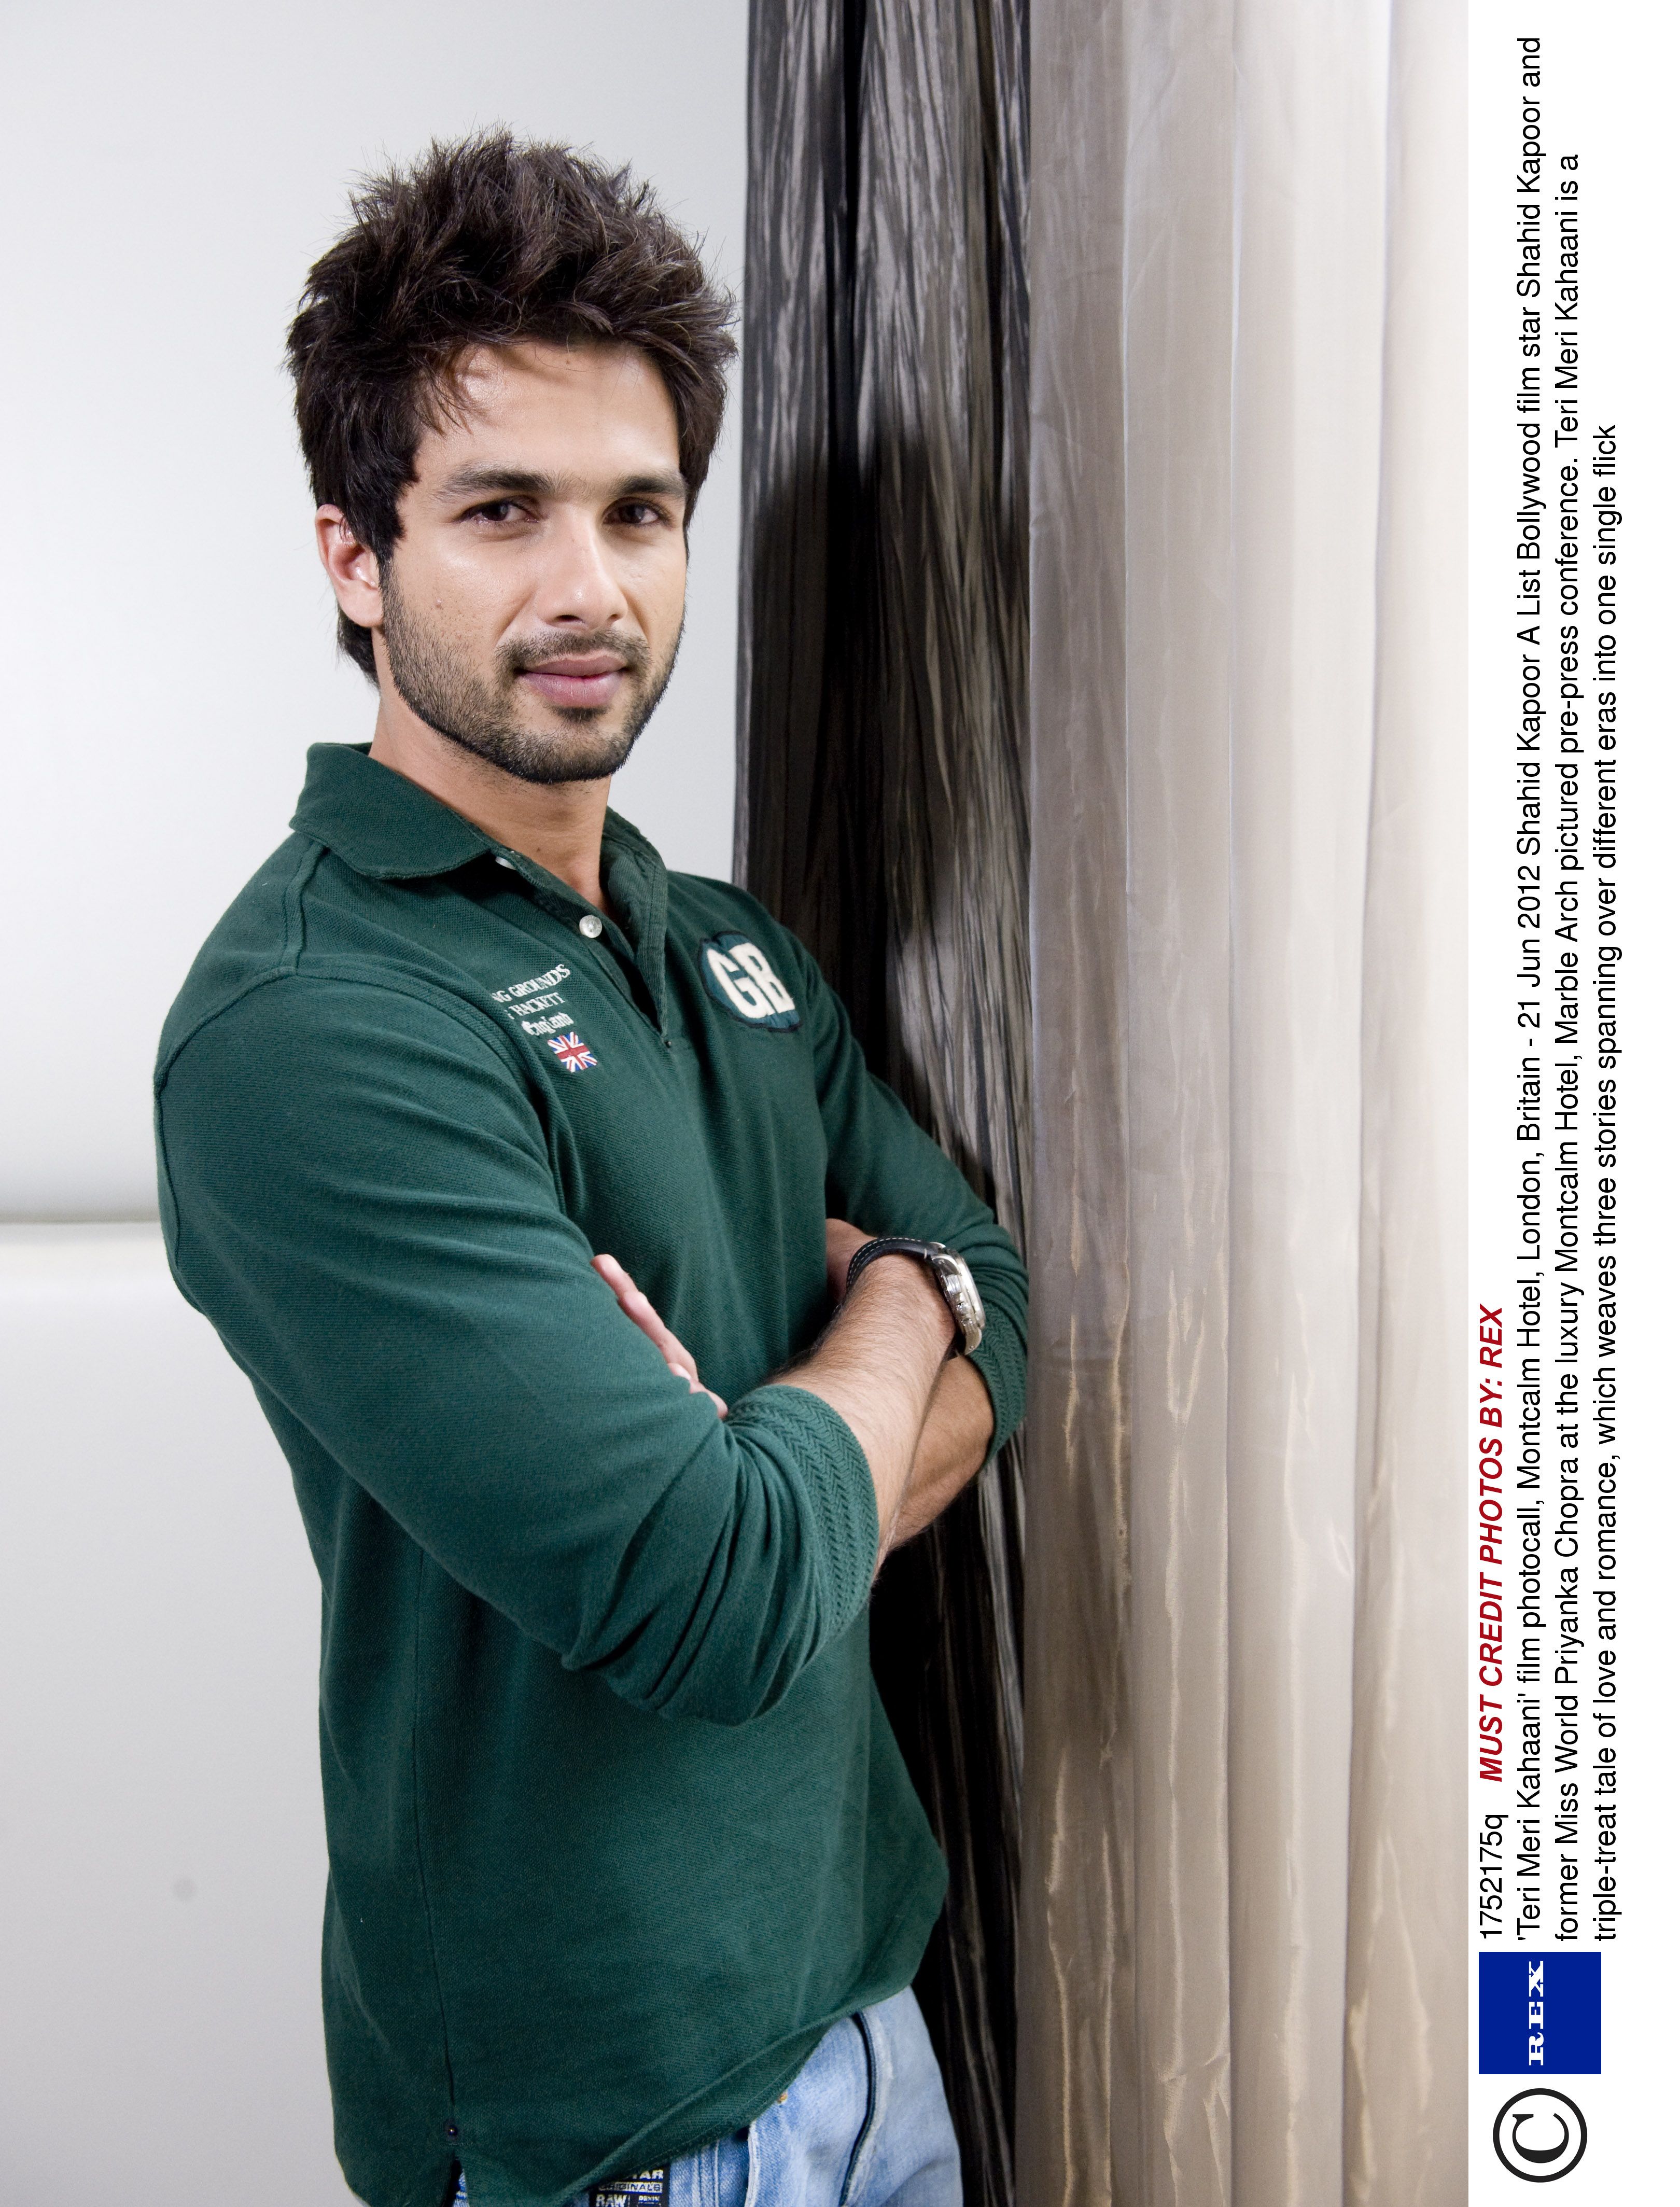 NG GROUNDS
HACKETT
England
GB
RAW
1752175q MUST CREDIT PHOTOS BY: REX
'Teri Meri Kahaani' film photocall, Montcalm Hotel, London, Britain - 21 Jun 2012 Shahid Kapoor A List Bollywood film star Shahid Kapoor and
former Miss World Priyanka Chopra at the luxury Montcalm Hotel, Marble Arch pictured pre-press conference. Teri Meri Kahaani is a
triple-treat tale of love and romance, which weaves three stories spanning over different eras into one single flick
REX
©